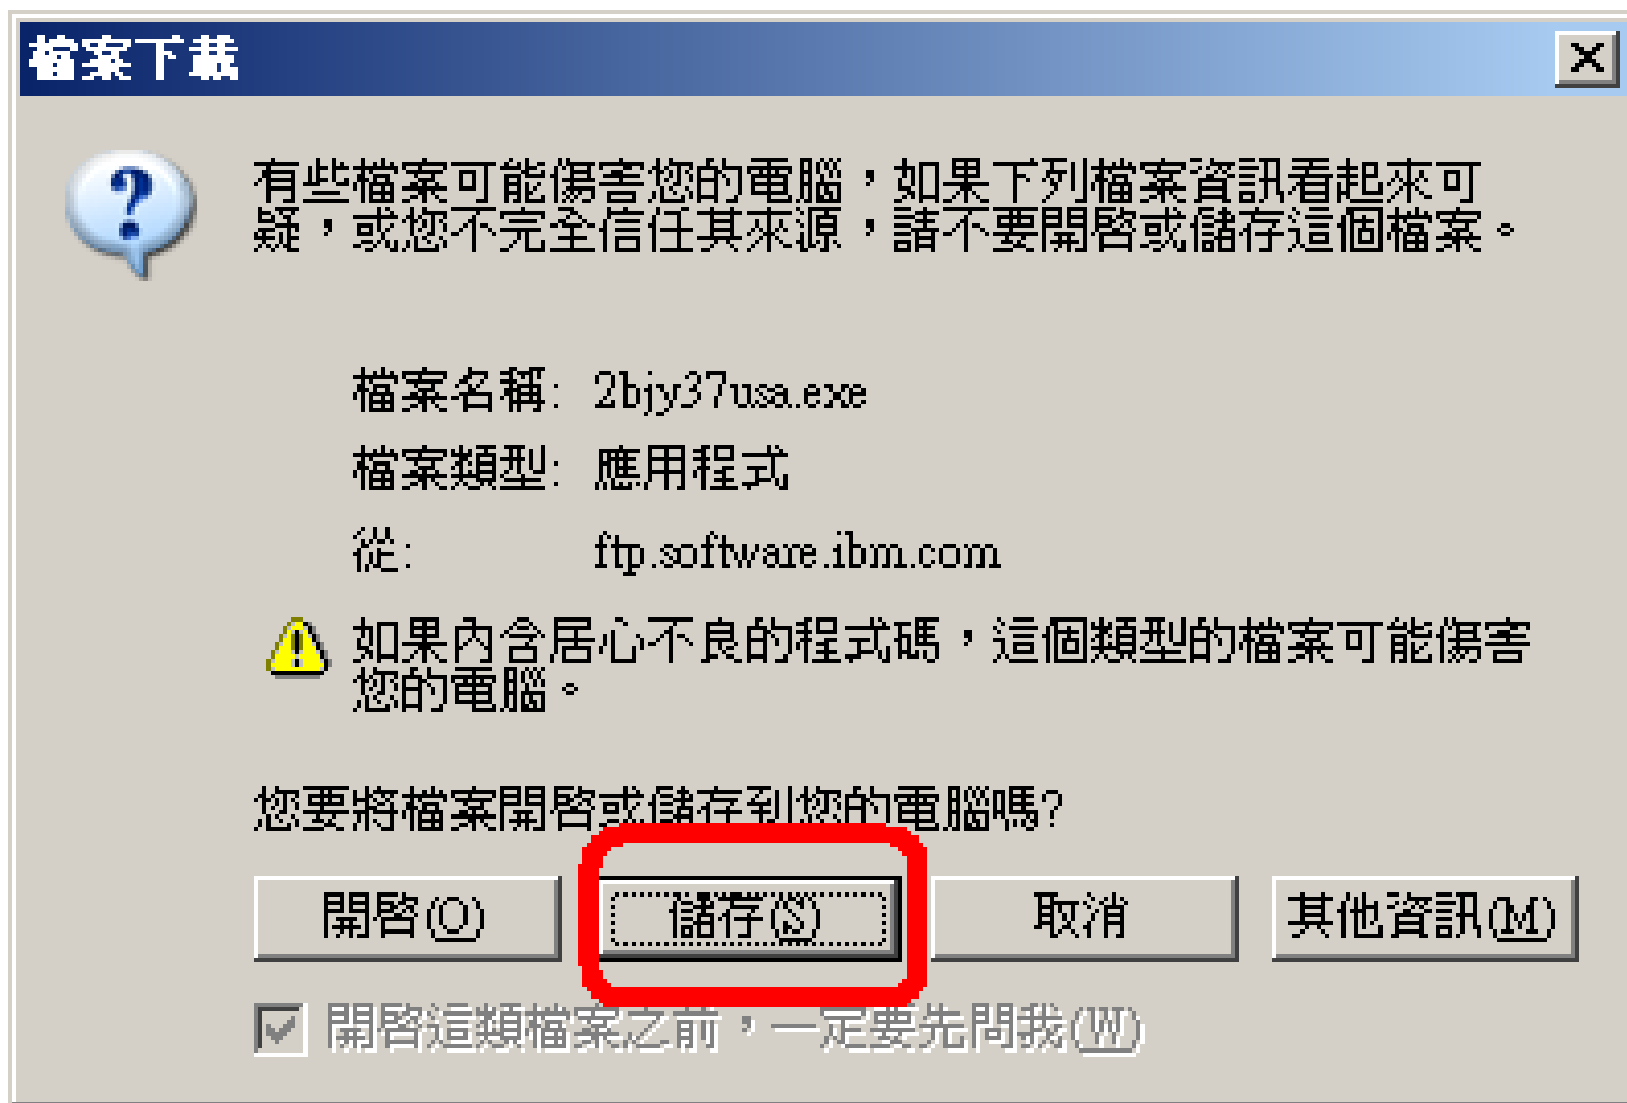 檔案下載
有些檔案可能傷害您的電腦，如果下列檔案資訊看起來可
疑，或您不完全信任其來源，請不要開啓或儲存這個檔案。
檔案名稱: 2bjy37usa.exe
檔案類型: 應用程式
從: ftp.software.ibm.com
如果內含居心不良的程式碼，這個類型的檔案可能傷害
您的電腦。
您要將檔案開啓或儲存到您的電腦嗎?
開啓(O) 儲存(S) 取消 其他資訊(M)
開啓這類檔案之前，一定要先問我(W)